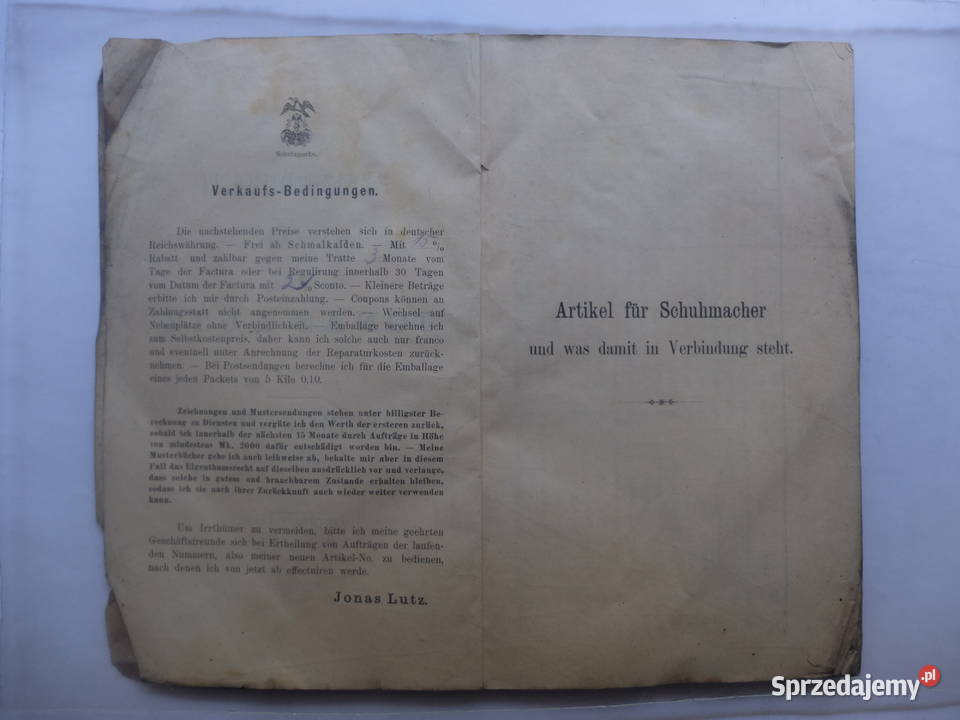 Schutzmarke.
Verkaufs-Bedingungen.
Die nachstehenden Preise verstehen sich in deutscher
Reichswährung. — Frei ab Schmalkalden. — Mit 15 %
Rabatt und zahlbar gegen meine Tratte 3 Monate vom
Tage der Factura oder bei Regulirung innerhalb 30 Tagen
vom Datum der Factura mit 2 % Sconto. — Kleinere Beträge
erbitte ich mir durch Posteinzahlung. — Coupons können an
Zahlungsstatt nicht angenommen werden. — Wechsel auf
Nebenplätze ohne Verbindlichkeit. — Emballage berechne ich
zum Selbstkostenpreis, daher kann ich solche auch nur franco
und eventuell unter Anrechnung der Reparaturkosten zurück-
nehmen. — Bei Postsendungen berechne ich für die Emballage
eines jeden Packets von 5 Kilo 0,10.
Zeichnungen und Mustersendungen stehen unter billigster Be-
rechnung zu Diensten und vergüte ich den Werth der ersteren zurück,
sobald ich innerhalb der nächsten 15 Monate durch Aufträge in Höhe
von mindestens Mk. 2000 dafür entschädigt worden bin. — Meine
Musterbücher gebe ich auch leihweise ab, behalte mir aber in diesem
Fall das Eigenthumsrecht auf dieselben ausdrücklich vor und verlange,
dass solche in gutem und brauchbarem Zustande erhalten bleiben,
sodass ich sie nach ihrer Zurückkunft auch wieder weiter verwenden
kann.
Um Irrthümer zu vermeiden, bitte ich meine geehrten
Geschäftsfreunde sich bei Ertheilung von Aufträgen der laufen-
den Nummern, also meiner neuen Artikel-No. zu bedienen,
nach denen ich von jetzt ab effectuiren werde.
Jonas Lutz.
Artikel für Schuhmacher
und was damit in Verbindung steht.
Sprzedajemy.pl